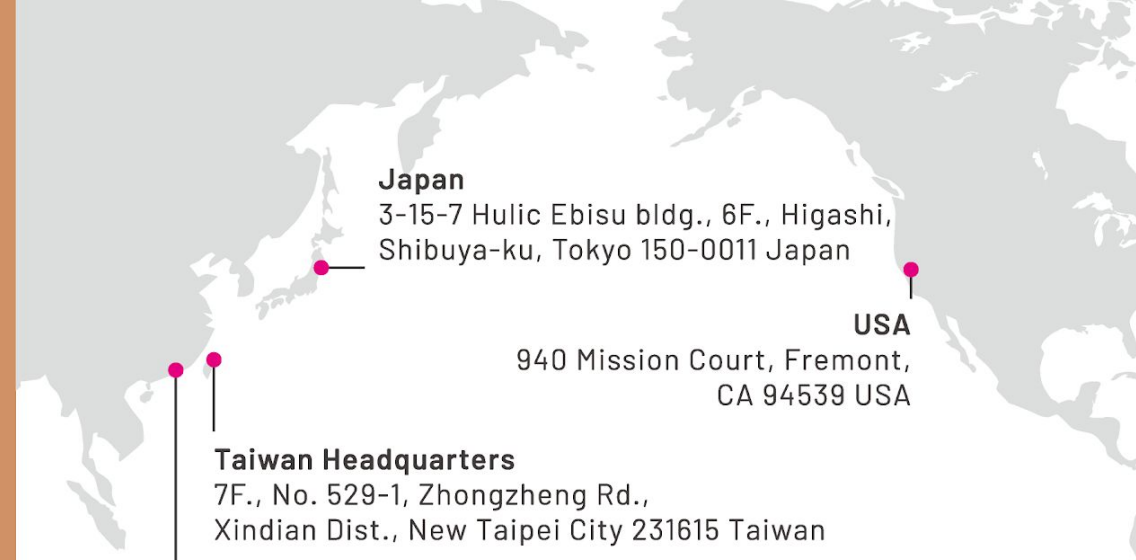 Japan
3-15-7 Hulic Ebisu bldg., 6F., Higashi,
Shibuya-ku, Tokyo 150-0011 Japan
USA
940 Mission Court, Fremont,
CA 94539 USA
Taiwan Headquarters
7F., No. 529-1, Zhongzheng Rd.,
Xindian Dist., New Taipei City 231615 Taiwan